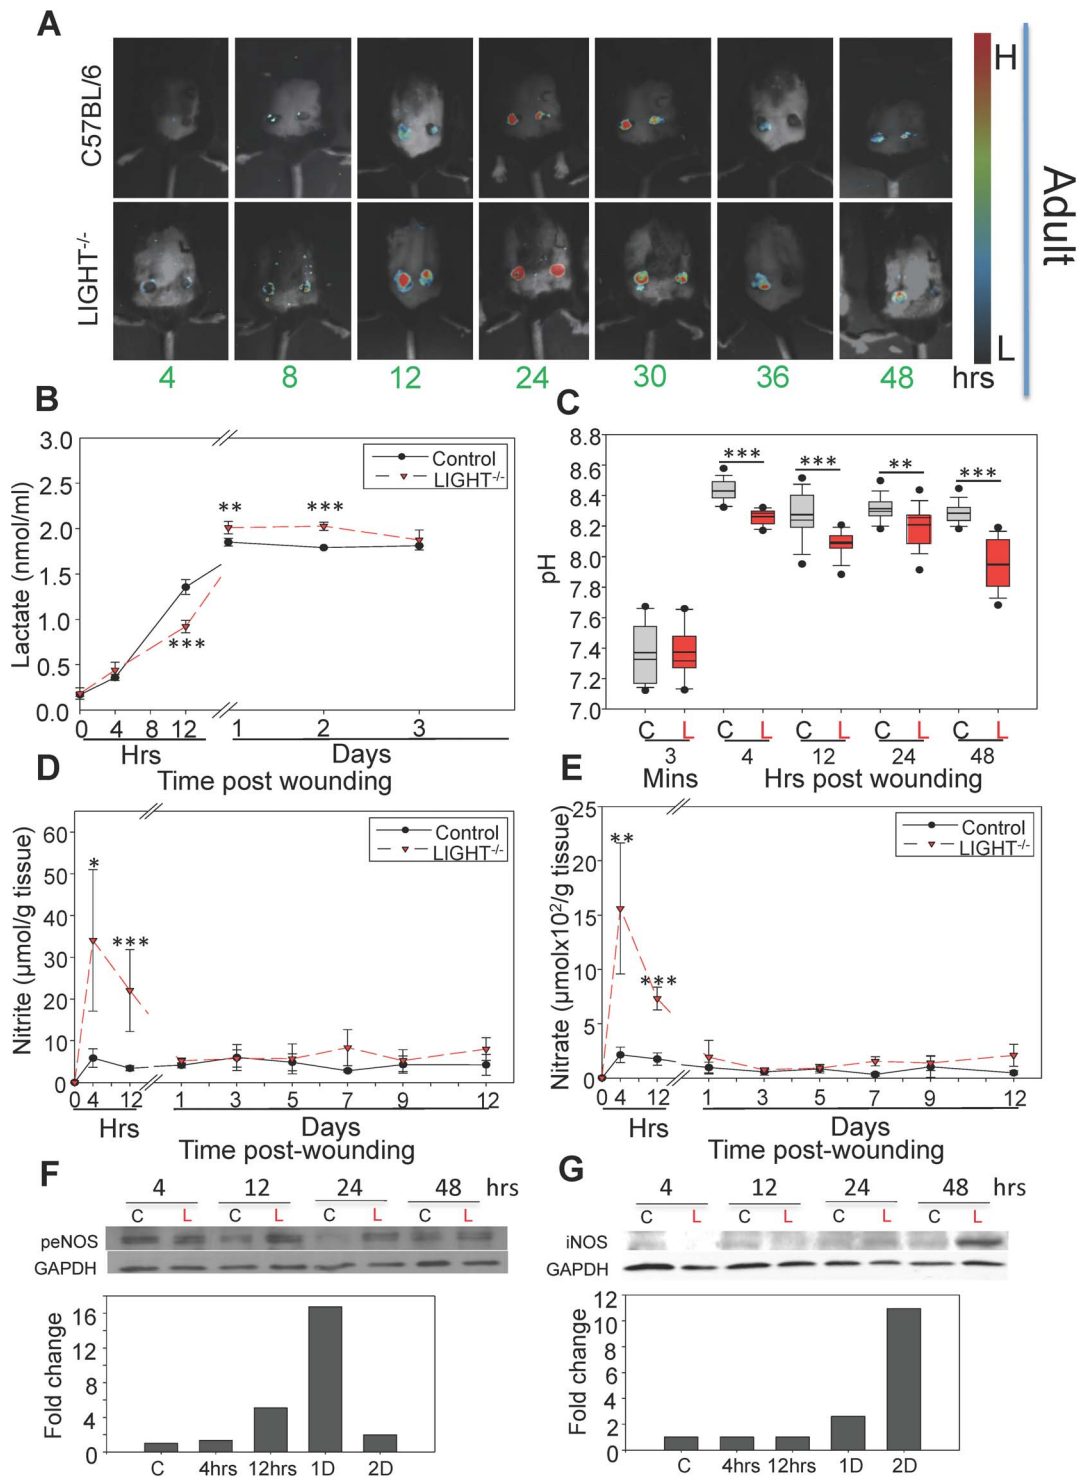 A
C57BL/6
LIGHT-/-
H
L
Adult
4 8 12 24 30 36 48 hrs
B
Lactate (nmol/ml)
3.0
2.5
2.0
1.5
1.0
0.5
0.0
Control
LIGHT-/-
** ***
***
0 4 8 12 1 2 3
Hrs Days
Time post wounding
C
pH
8.8
8.6
8.4
8.2
8.0
7.8
7.6
7.4
7.2
7.0
*** *** ** ***
C L C L C L C L C L
3 4 12 24 48
Mins Hrs post wounding
D
Nitrite (µmol/g tissue)
60
50
40
30
20
10
0
Control
LIGHT-/-
*
***
0 4 12 1 3 5 7 9 12
Hrs Days
Time post-wounding
E
Nitrate (µmolx10²/g tissue)
25
20
15
10
5
0
Control
LIGHT-/-
**
***
0 4 12 1 3 5 7 9 12
Hrs Days
Time post-wounding
F
4 12 24 48 hrs
C L C L C L C L
peNOS
GAPDH
Fold change
16
12
8
4
0
C 4hrs 12hrs 1D 2D
G
4 12 24 48 hrs
C L C L C L C L
iNOS
GAPDH
Fold change
12
10
8
6
4
2
0
C 4hrs 12hrs 1D 2D